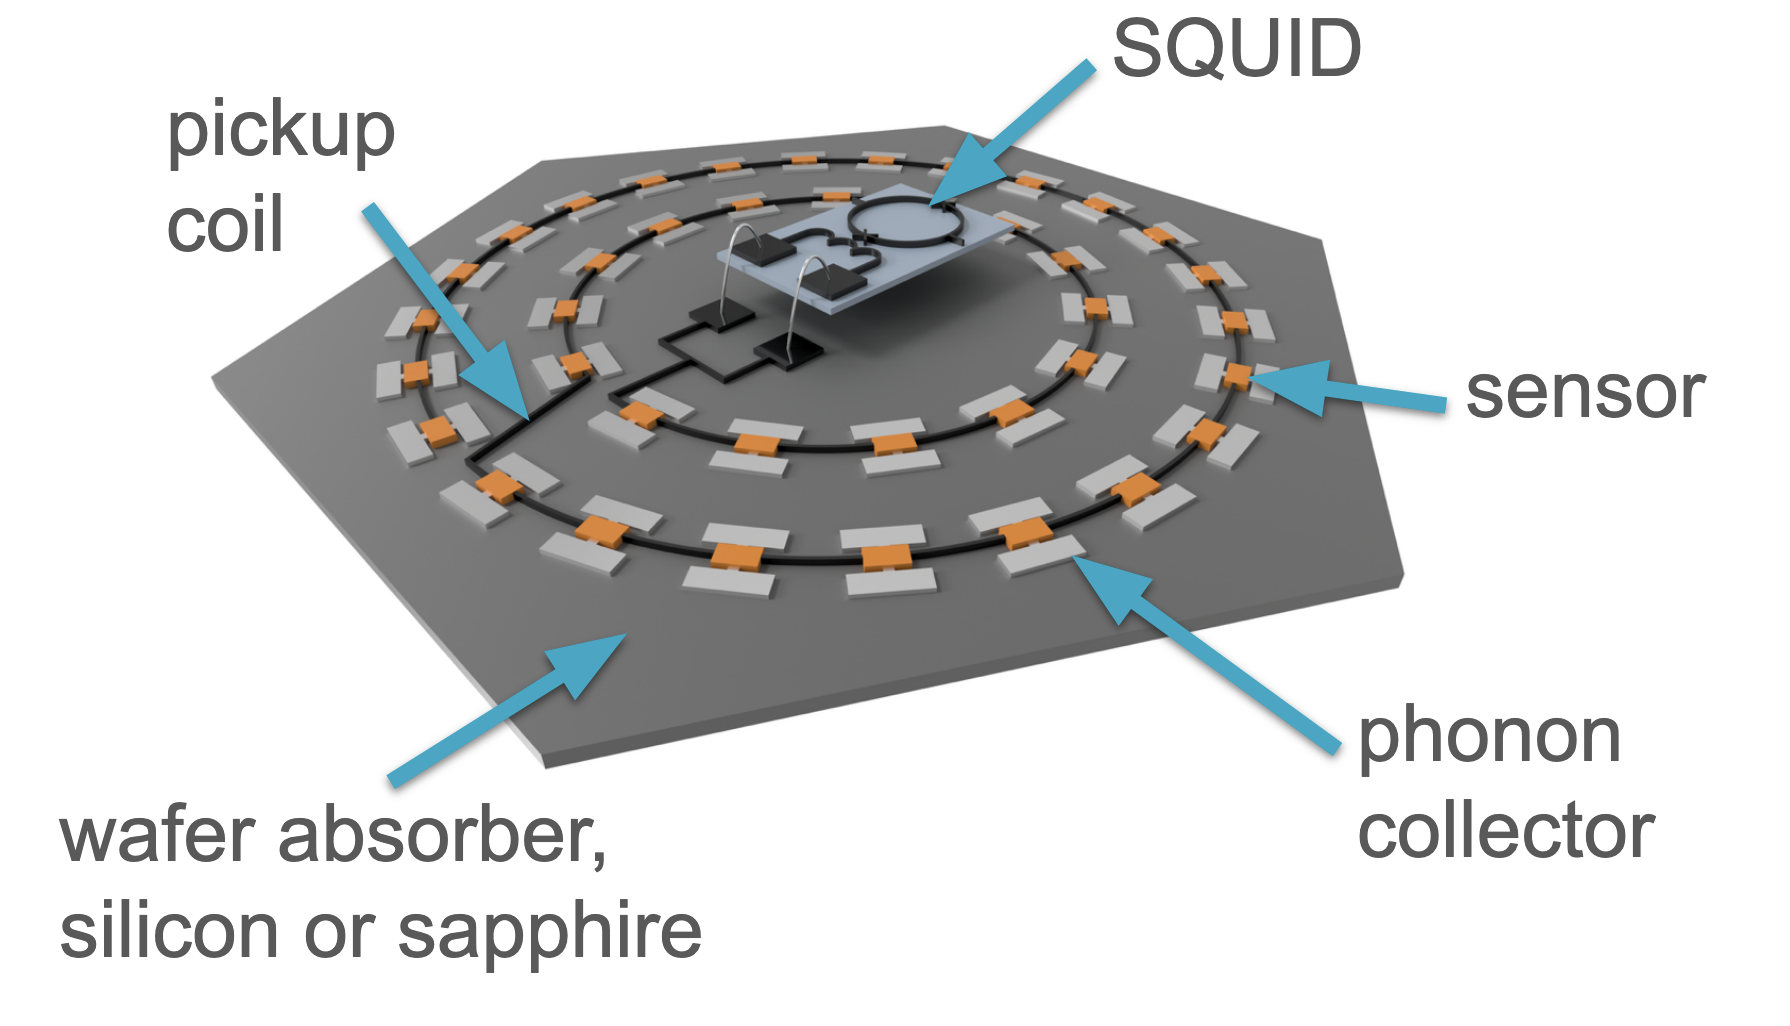 SQUID
pickup
coil
sensor
phonon
collector
wafer absorber,
silicon or sapphire